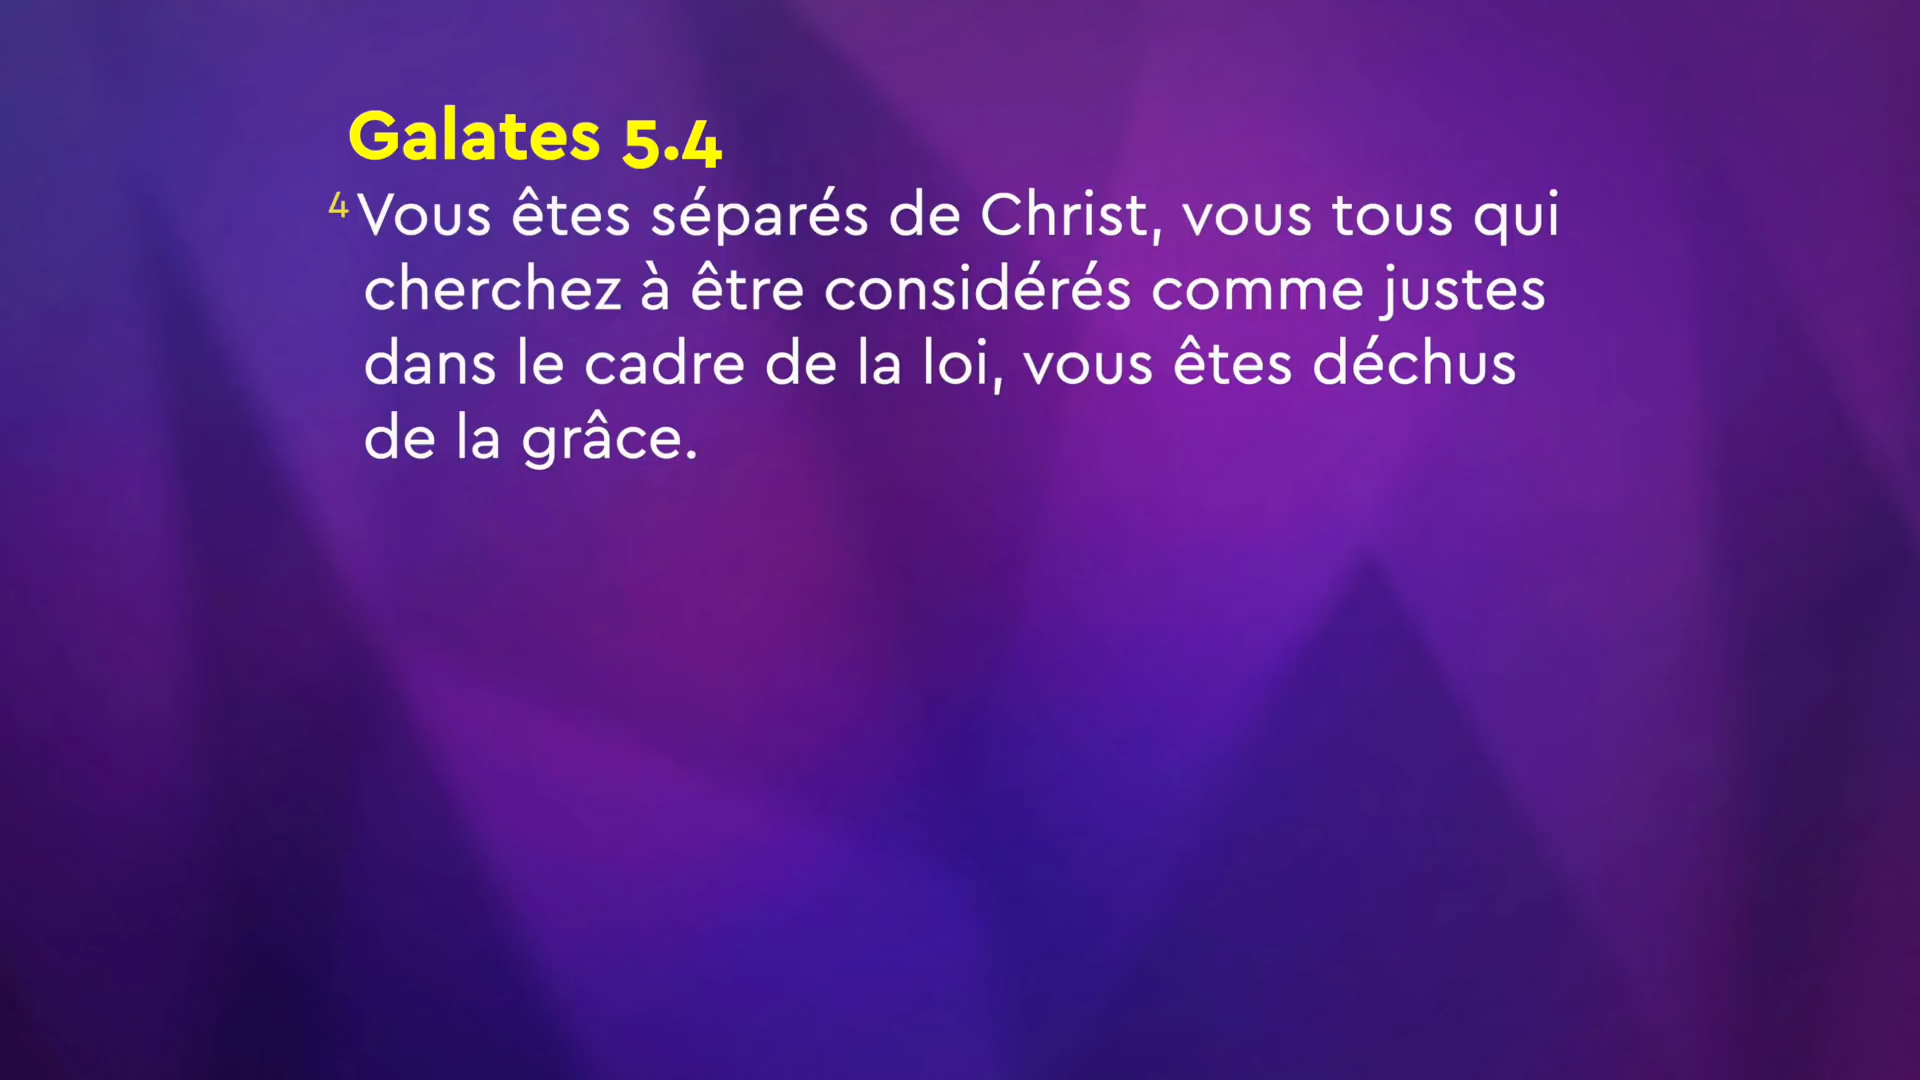 Galates 5.4
4 Vous êtes séparés de Christ, vous tous qui
cherchez à être considérés comme justes
dans le cadre de la loi, vous êtes déchus
de la grâce.